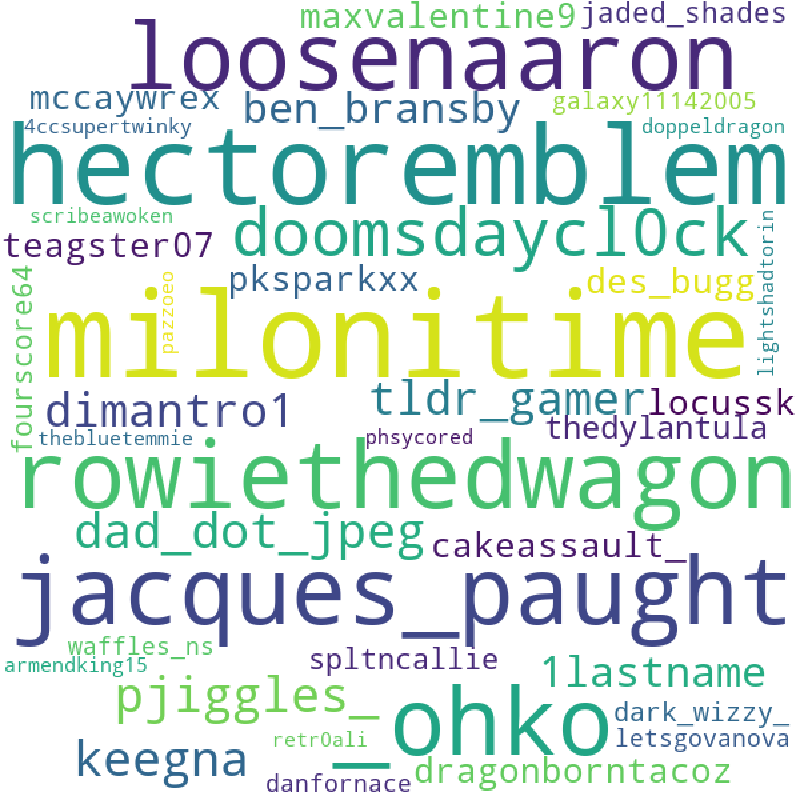 maxvalentine9
jaded_shades
loosenaaron
mccaywrex
ben_bransby
galaxy11142005
4ccsupertwinky
doppeldragon
hectoremblem
scribeawoken
doomsdaycl0ck
lightshadtorin
teagster07
pksparkxx
des_bugg
fourscore64
pazzoeo
milonitime
dimantro1
tldr_gamer
locussk
thedylantula
thebluetemmie
phsycored
rowiethedwagon
dad_dot_jpeg
cakeassault_
jacques_paught
waffles_ns
armendking15
spltncallie
1lastname
pjiggles_
_ohko
dark_wizzy_
letsgovanova
keegna
retr0ali
dragonborntacoz
danfornace